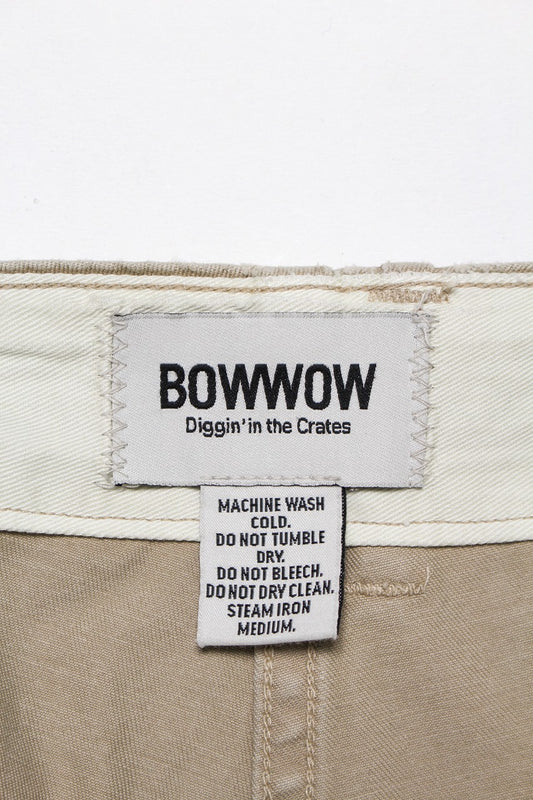 BOWWOW
Diggin' in the Crates
MACHINE WASH
COLD.
DO NOT TUMBLE
DRY.
DO NOT BLEECH.
DO NOT DRY CLEAN.
STEAM IRON
MEDIUM.